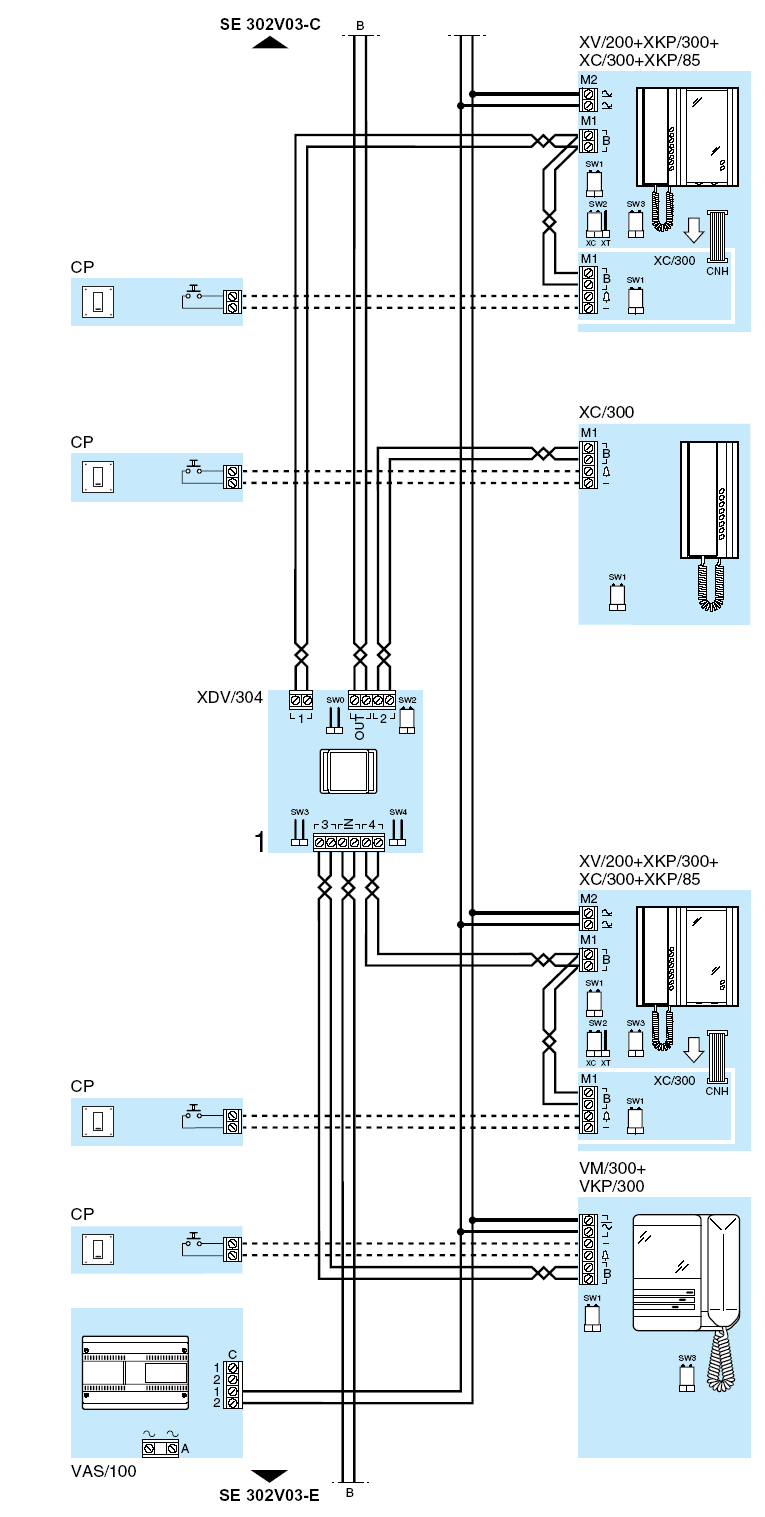 SE 302V03-C
B
XV/200+XKP/300+
XC/300+XKP/85
M2
M1
B
SW1
SW2
SW3
XC XT
XC/300
CNH
M1
B
SW1
–
CP
XC/300
M1
B
–
SW1
CP
XDV/304
1
SW0
OUT
2
SW2
SW3
3
IN
4
SW4
1
XV/200+XKP/300+
XC/300+XKP/85
M2
M1
B
SW1
SW2
SW3
XC XT
XC/300
CNH
M1
B
SW1
–
CP
VM/300+
VKP/300
~
–
B
SW1
SW3
CP
C
1
2
1
2
~ ~
A
VAS/100
SE 302V03-E
B